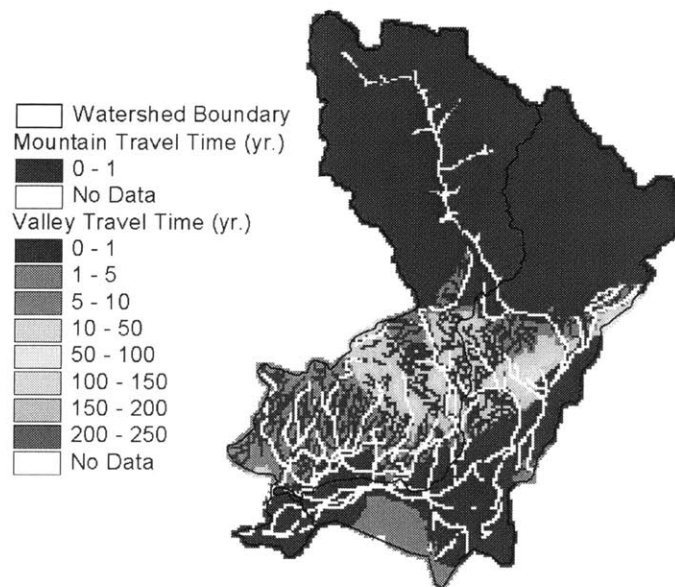 Watershed Boundary
Mountain Travel Time (yr.)
0 - 1
No Data
Valley Travel Time (yr.)
0 - 1
1 - 5
5 - 10
10 - 50
50 - 100
100 - 150
150 - 200
200 - 250
No Data